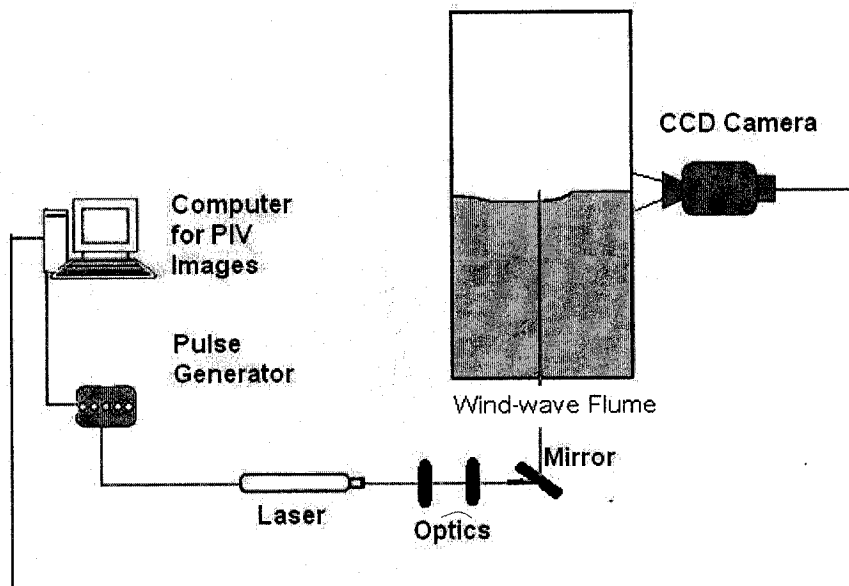 CCD Camera
Computer
for PIV
Images
Pulse
Generator
Wind-wave Flume
Mirror
Laser
Optics